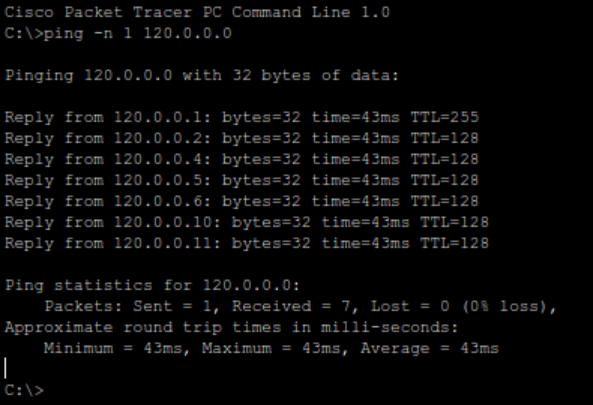 Cisco Packet Tracer PC Command Line 1.0
C:\>ping -n 1 120.0.0.0
Pinging 120.0.0.0 with 32 bytes of data:
Reply from 120.0.0.1: bytes=32 time=43ms TTL=255
Reply from 120.0.0.2: bytes=32 time=43ms TTL=128
Reply from 120.0.0.4: bytes=32 time=43ms TTL=128
Reply from 120.0.0.5: bytes=32 time=43ms TTL=128
Reply from 120.0.0.6: bytes=32 time=43ms TTL=128
Reply from 120.0.0.10: bytes=32 time=43ms TTL=128
Reply from 120.0.0.11: bytes=32 time=43ms TTL=128
Ping statistics for 120.0.0.0:
    Packets: Sent = 1, Received = 7, Lost = 0 (0% loss),
Approximate round trip times in milli-seconds:
    Minimum = 43ms, Maximum = 43ms, Average = 43ms
C:\>